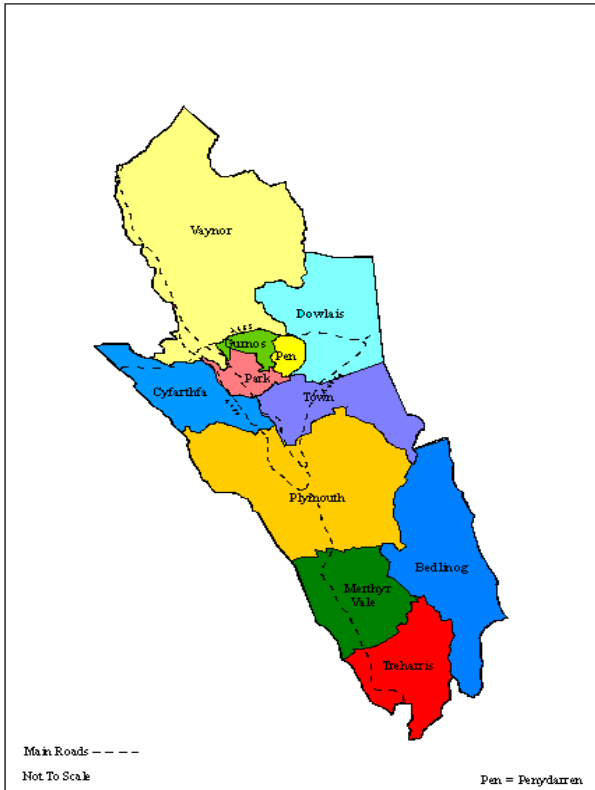 Vaynor
Dowlais
Gurnos
Pen
Park
Cyfarthfa
Town
Plymouth
Bedlinog
Merthyr
Vale
Treharris
Main Roads - - - -
Not To Scale
Pen = Penydarren